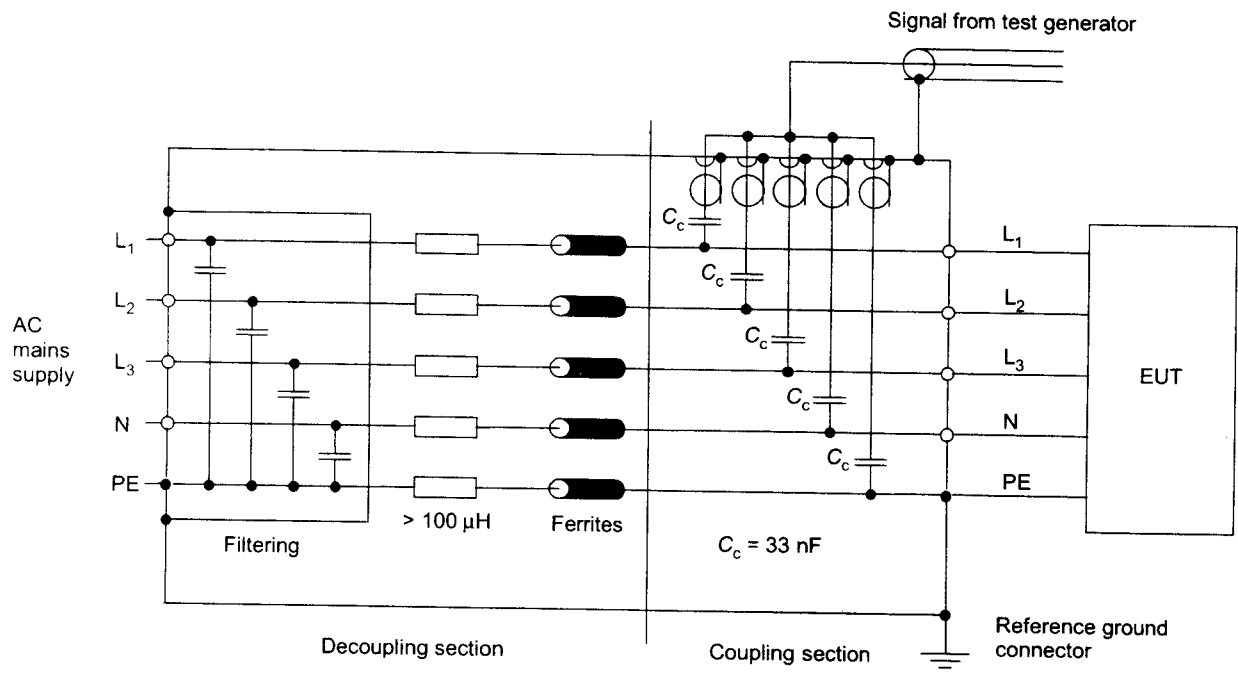 Signal from test generator
Cc
L1
L1
Cc
L2
L2
AC
mains
supply
Cc
L3
L3
EUT
Cc
N
N
Cc
PE
PE
> 100 μH
Ferrites
Filtering
Cc = 33 nF
Reference ground
connector
Decoupling section
Coupling section